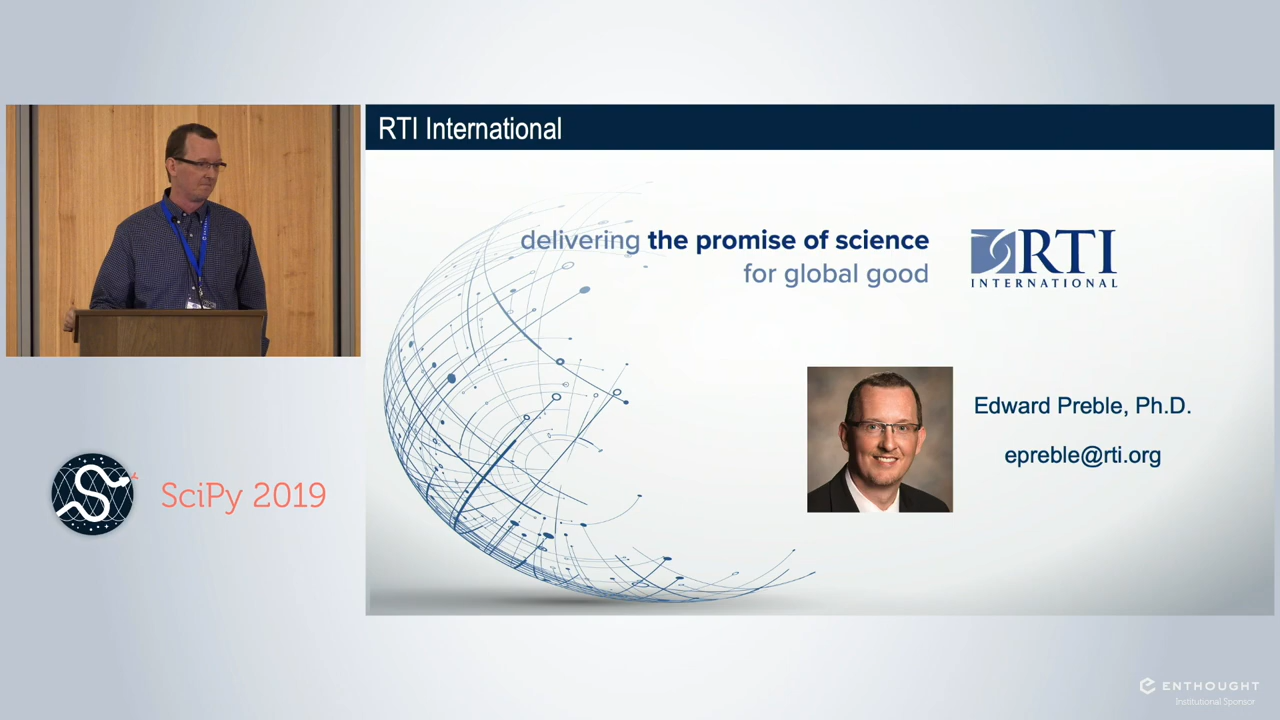 RTI International
delivering the promise of science
for global good
RTI
INTERNATIONAL
Edward Preble, Ph.D.
epreble@rti.org
SciPy 2019
ENTHOUGHT
Institutional Sponsor